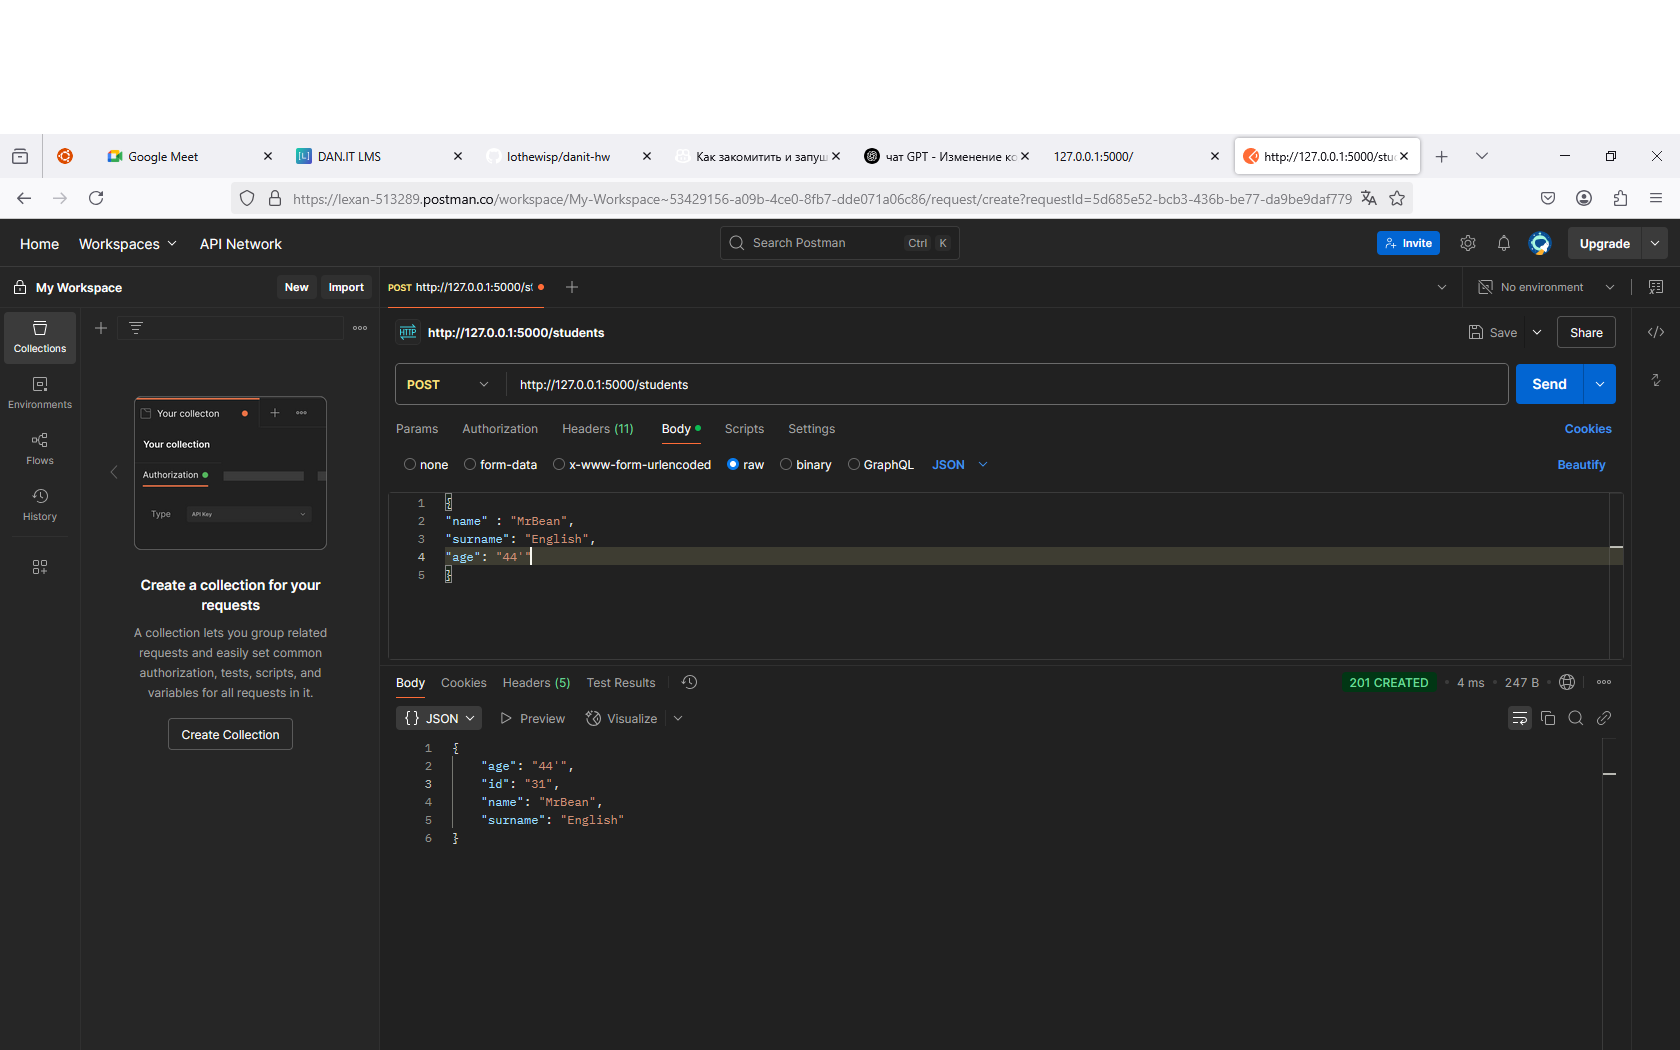 Google Meet
DAN.IT LMS
lothewisp/danit-hw
Как закомитить и запуш
чат GPT - Изменение ко
127.0.0.1:5000/
http://127.0.0.1:5000/stu
https://lexan-513289.postman.co/workspace/My-Workspace~53429156-a09b-4ce0-8fb7-dde071a06c86/request/create?requestId=5d685e52-bcb3-436b-be77-da9be9daf779
Home Workspaces API Network
Search Postman Ctrl K
Invite
Upgrade
My Workspace
New Import
POST http://127.0.0.1:5000/st
No environment
Collections
Environments
Flows
History
Your collecton
Your collection
Authorization
Type API Key
Create a collection for your
requests
A collection lets you group related
requests and easily set common
authorization, tests, scripts, and
variables for all requests in it.
Create Collection
HTTP http://127.0.0.1:5000/students
Save Share
POST http://127.0.0.1:5000/students
Send
Params Authorization Headers (11) Body Scripts Settings
Cookies
none form-data x-www-form-urlencoded raw binary GraphQL JSON
Beautify
1 {
2 "name" : "MrBean",
3 "surname": "English",
4 "age": "44'"
5 }
Body Cookies Headers (5) Test Results
201 CREATED • 4 ms • 247 B
{} JSON Preview Visualize
1 {
2 "age": "44'",
3 "id": "31",
4 "name": "MrBean",
5 "surname": "English"
6 }